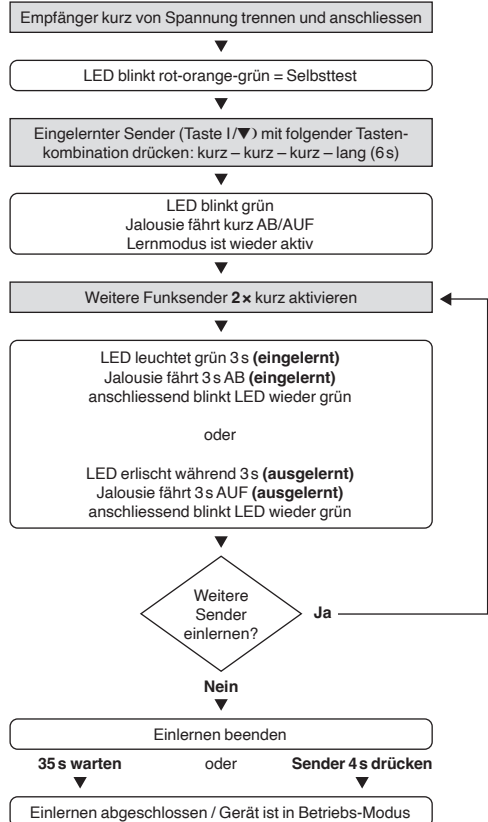 Empfänger kurz von Spannung trennen und anschliessen
LED blinkt rot-orange-grün = Selbsttest
Eingelernter Sender (Taste I/▼) mit folgender Tasten-
kombination drücken: kurz – kurz – kurz – lang (6 s)
LED blinkt grün
Jalousie fährt kurz AB/AUF
Lernmodus ist wieder aktiv
Weitere Funksender 2× kurz aktivieren
LED leuchtet grün 3 s (eingelernt)
Jalousie fährt 3 s AB (eingelernt)
anschliessend blinkt LED wieder grün
oder
LED erlischt während 3 s (ausgelernt)
Jalousie fährt 3 s AUF (ausgelernt)
anschliessend blinkt LED wieder grün
Weitere
Sender
einlernen?
Ja
Nein
Einlernen beenden
35 s warten oder Sender 4 s drücken
Einlernen abgeschlossen / Gerät ist in Betriebs-Modus